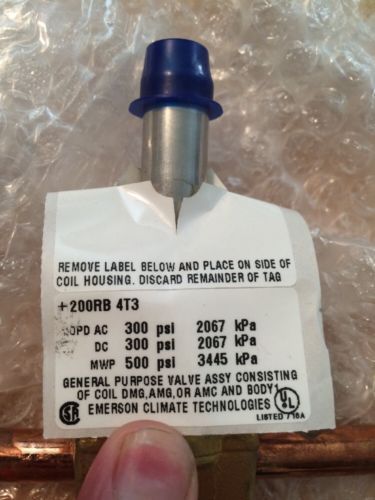 REMOVE LABEL BELOW AND PLACE ON SIDE OF
COIL HOUSING. DISCARD REMAINDER OF TAG
+200RB 4T3
OPD AC 300 psi 2067 kPa
DC 300 psi 2067 kPa
MWP 500 psi 3445 kPa
GENERAL PURPOSE VALVE ASSY CONSISTING
OF COIL DMG, AMG, OR AMC AND BODY
EMERSON CLIMATE TECHNOLOGIES
UL
LISTED 716A